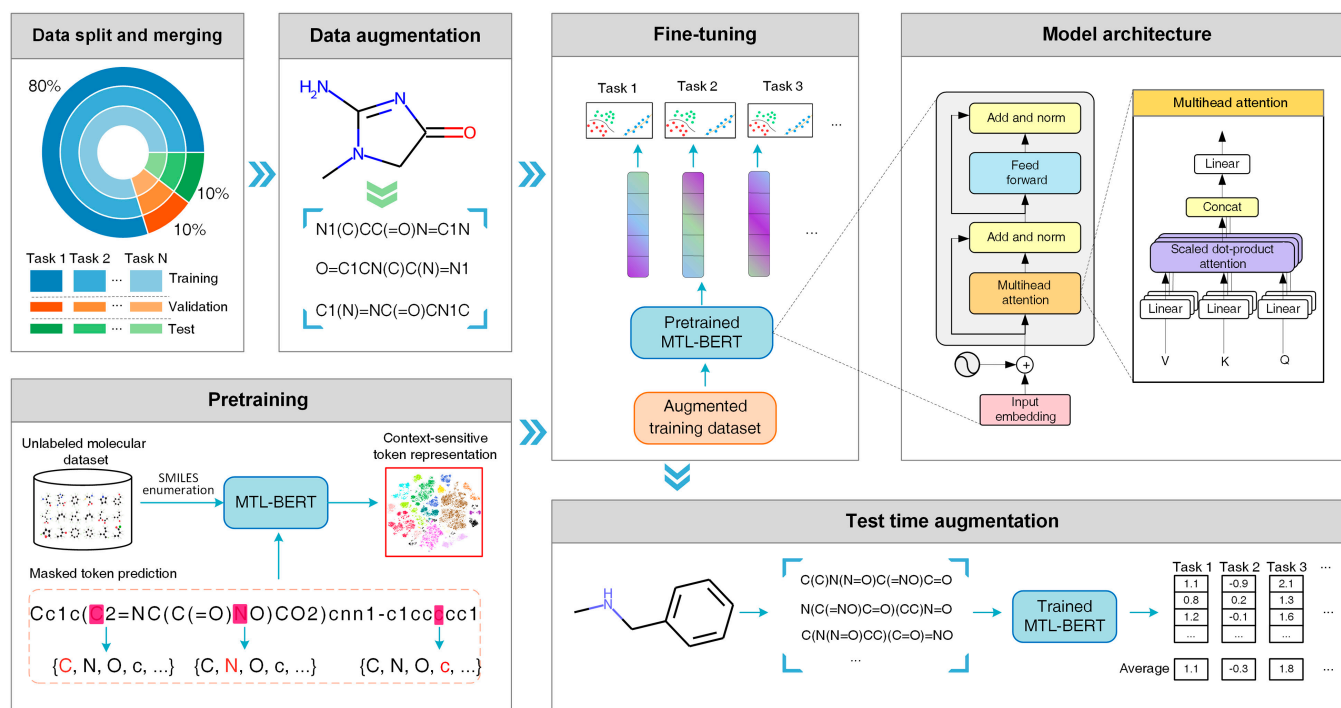 Data split and merging
80%
10%
10%
Task 1 Task 2 ... Task N
Training
Validation
... Test
Data augmentation
H2N
N
N
O
N1(C)CC(=O)N=C1N
O=C1CN(C)C(N)=N1
C1(N)=NC(=O)CN1C
Fine-tuning
Task 1 Task 2 Task 3
...
...
Pretrained
MTL-BERT
Augmented
training dataset
Model architecture
Add and norm
Feed
forward
Add and norm
Multihead
attention
+
Input
embedding
Multihead attention
Linear
Concat
Scaled dot-product
attention
Linear Linear Linear
V K Q
Pretraining
Unlabeled molecular
dataset
SMILES
enumeration
MTL-BERT
Context-sensitive
token representation
Masked token prediction
Cc1c(C2=NC(C(=O)NO)CO2)cnn1-c1ccccc1
{C, N, O, c, ...} {C, N, O, c, ...} {C, N, O, c, ...}
Test time augmentation
H
N
C(C)N(N=O)C(=NO)C=O
N(C(=NO)C=O)(CC)N=O
C(N(N=O)CC)(C=O)=NO
...
Trained
MTL-BERT
Task 1 Task 2 Task 3 ...
1.1 -0.9 2.1
0.8 0.2 1.3
1.2 -0.1 1.6
... ... ...
Average 1.1 -0.3 1.8 ...